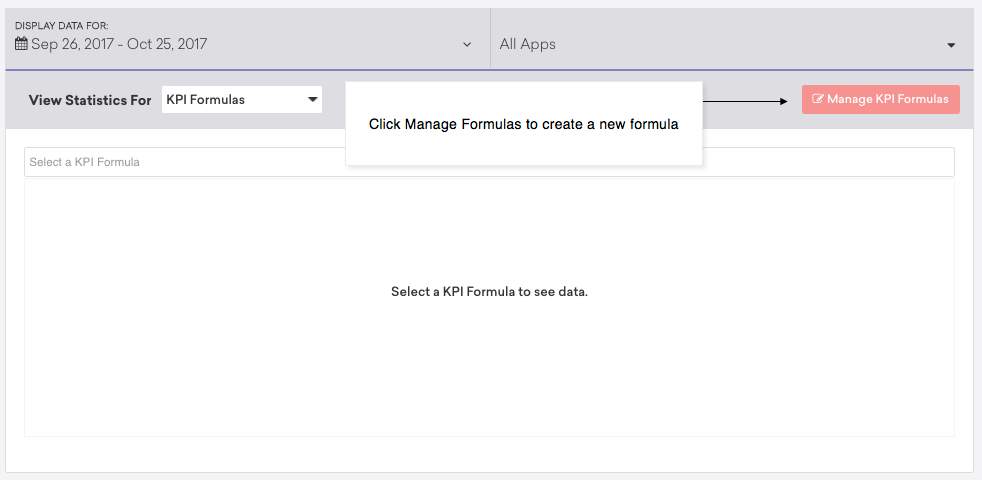 DISPLAY DATA FOR:
Sep 26, 2017 - Oct 25, 2017
All Apps
View Statistics For
KPI Formulas
Click Manage Formulas to create a new formula
Manage KPI Formulas
Select a KPI Formula
Select a KPI Formula to see data.